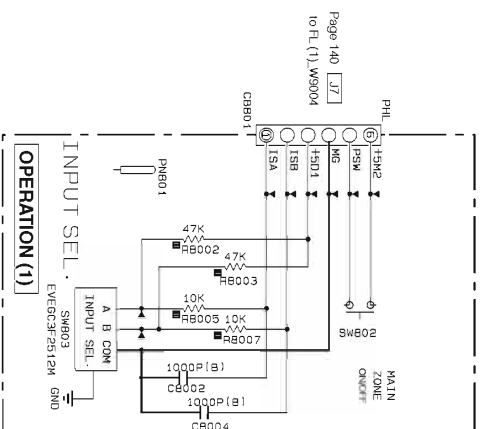 Page 140 J7
to FL (1)_W9004
CB801
PHL
1
6
ISA
ISB
+5D1
MG
PSW
+5M2
OPERATION (1)
INPUT SEL.
PN801
47K
R8002
47K
R8003
10K
R8005
10K
R8007
SW802
MAIN
ZONE
ON/OFF
A B COM
INPUT SEL.
SW803
EVEGC3F2512M
GND
1000P(B)
C8002
1000P(B)
C8004